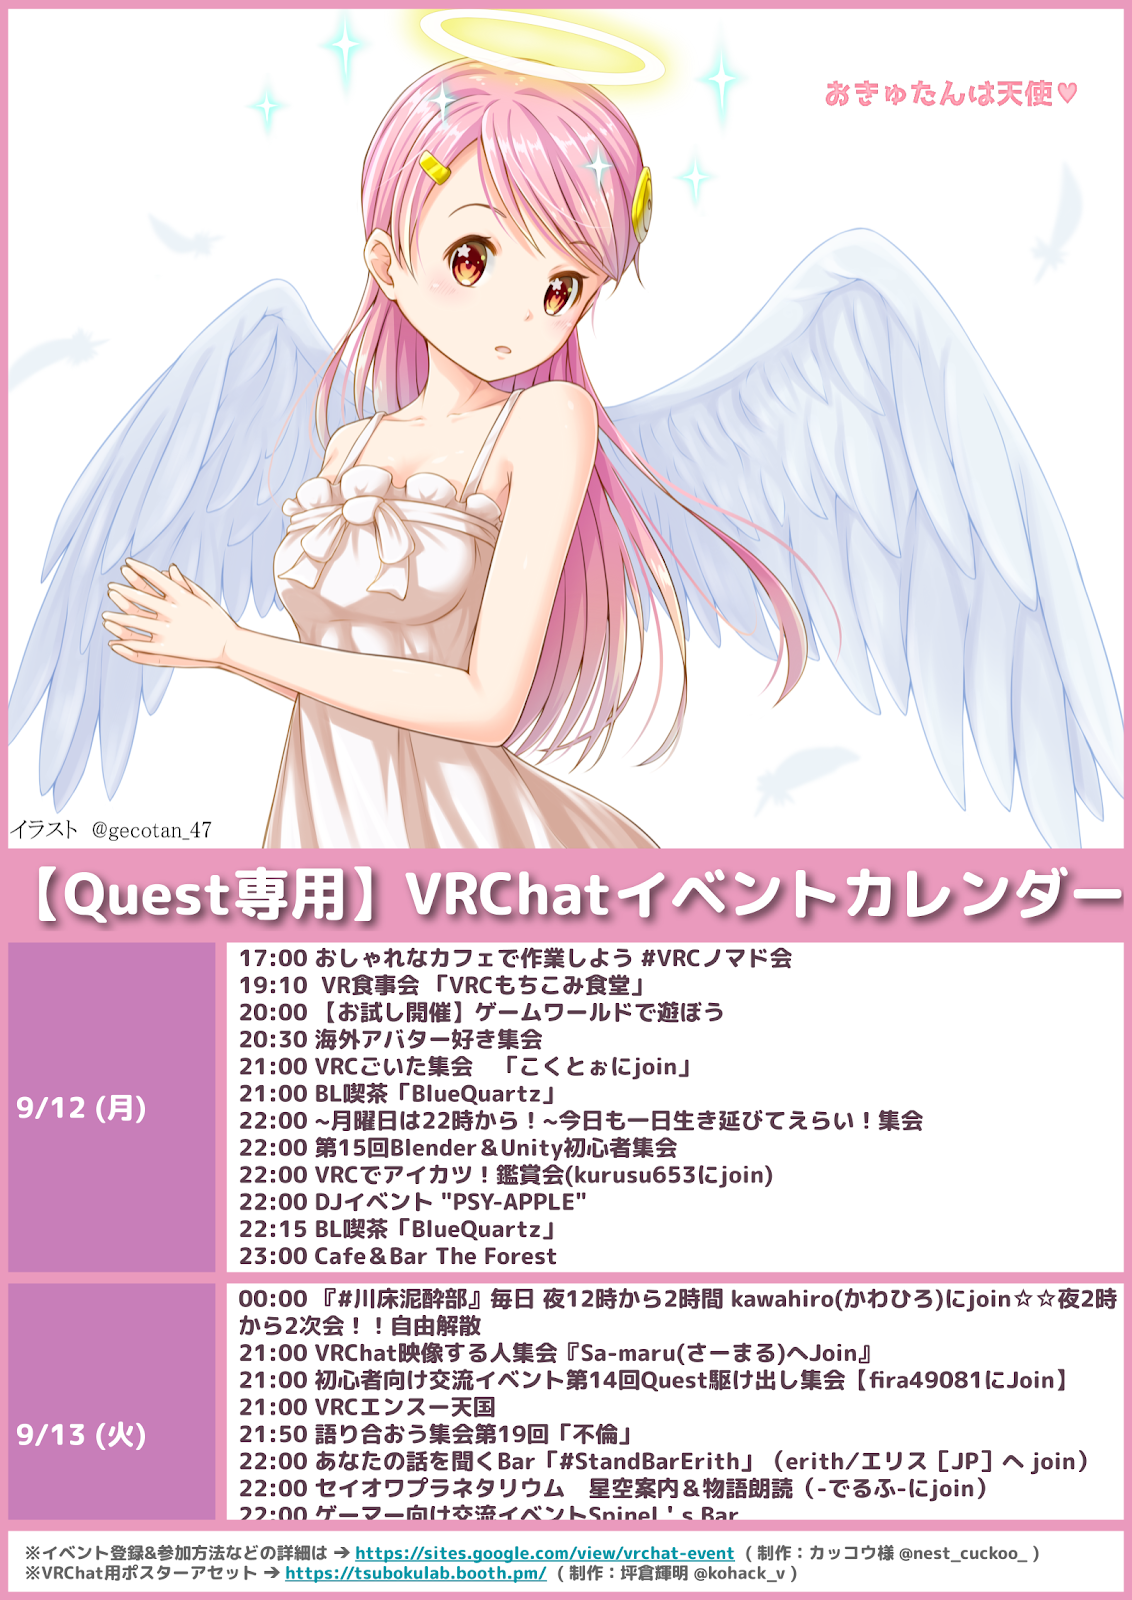 おきゅたんは天使♥
イラスト @gecotan_47
【Quest専用】VRChatイベントカレンダー
9/12 (月)
17:00 おしゃれなカフェで作業しよう #VRCノマド会
19:10 VR食事会 「VRCもちこみ食堂」
20:00 【お試し開催】ゲームワールドで遊ぼう
20:30 海外アバター好き集会
21:00 VRCごいた集会 「こくとぉにjoin」
21:00 BL喫茶「BlueQuartz」
22:00 ~月曜日は22時から！~今日も一日生き延びてえらい！集会
22:00 第15回Blender＆Unity初心者集会
22:00 VRCでアイカツ！鑑賞会(kurusu653にjoin)
22:00 DJイベント "PSY-APPLE"
22:15 BL喫茶「BlueQuartz」
23:00 Cafe＆Bar The Forest
9/13 (火)
00:00 『#川床泥酔部』毎日 夜12時から2時間 kawahiro(かわひろ)にjoin☆☆夜2時
から2次会！！自由解散
21:00 VRChat映像する人集会『Sa-maru(さーまる)へJoin』
21:00 初心者向け交流イベント第14回Quest駆け出し集会【fira49081にJoin】
21:00 VRCエンスー天国
21:50 語り合おう集会第19回「不倫」
22:00 あなたの話を聞くBar「#StandBarErith」（erith/エリス［JP］へ join）
22:00 セイオワプラネタリウム 星空案内＆物語朗読（-でるふ-にjoin）
22:00 ゲーマー向け交流イベントSpinel＇s Bar
※イベント登録&参加方法などの詳細は → https://sites.google.com/view/vrchat-event ( 制作：カッコウ様 @nest_cuckoo_ )
※VRChat用ポスターアセット → https://tsubokulab.booth.pm/ ( 制作：坪倉輝明 @kohack_v )